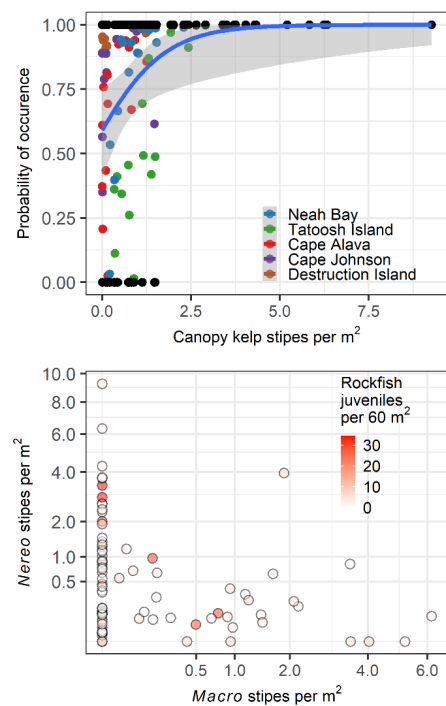 Probability of occurence
1.00
0.75
0.50
0.25
0.00
Neah Bay
Tatoosh Island
Cape Alava
Cape Johnson
Destruction Island
0.0 2.5 5.0 7.5
Canopy kelp stipes per m²
Nereo stipes per m²
10.0
8.0
6.0
4.0
2.0
1.0
0.5
Rockfish
juveniles
per 60 m²
30
20
10
0
0.5 1.0 2.0 4.0 6.0
Macro stipes per m²